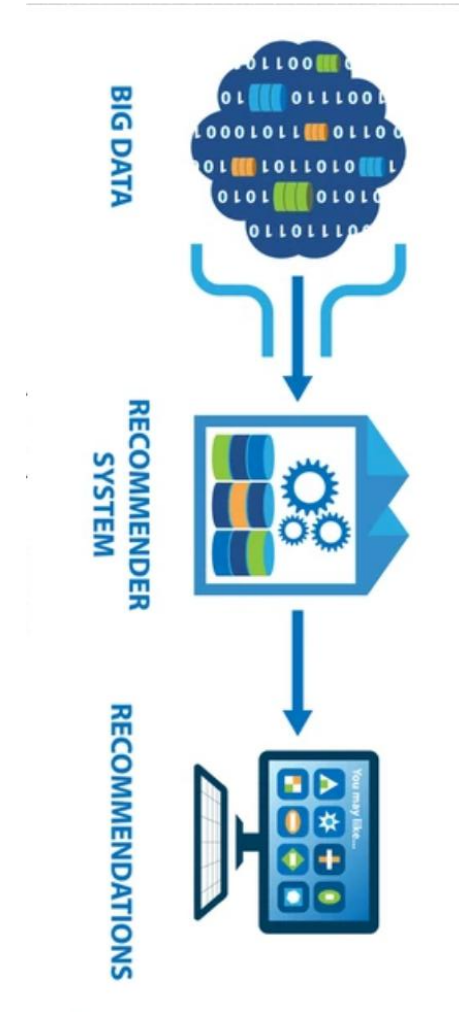 BIG DATA
RECOMMENDER
SYSTEM
You may like...
RECOMMENDATIONS